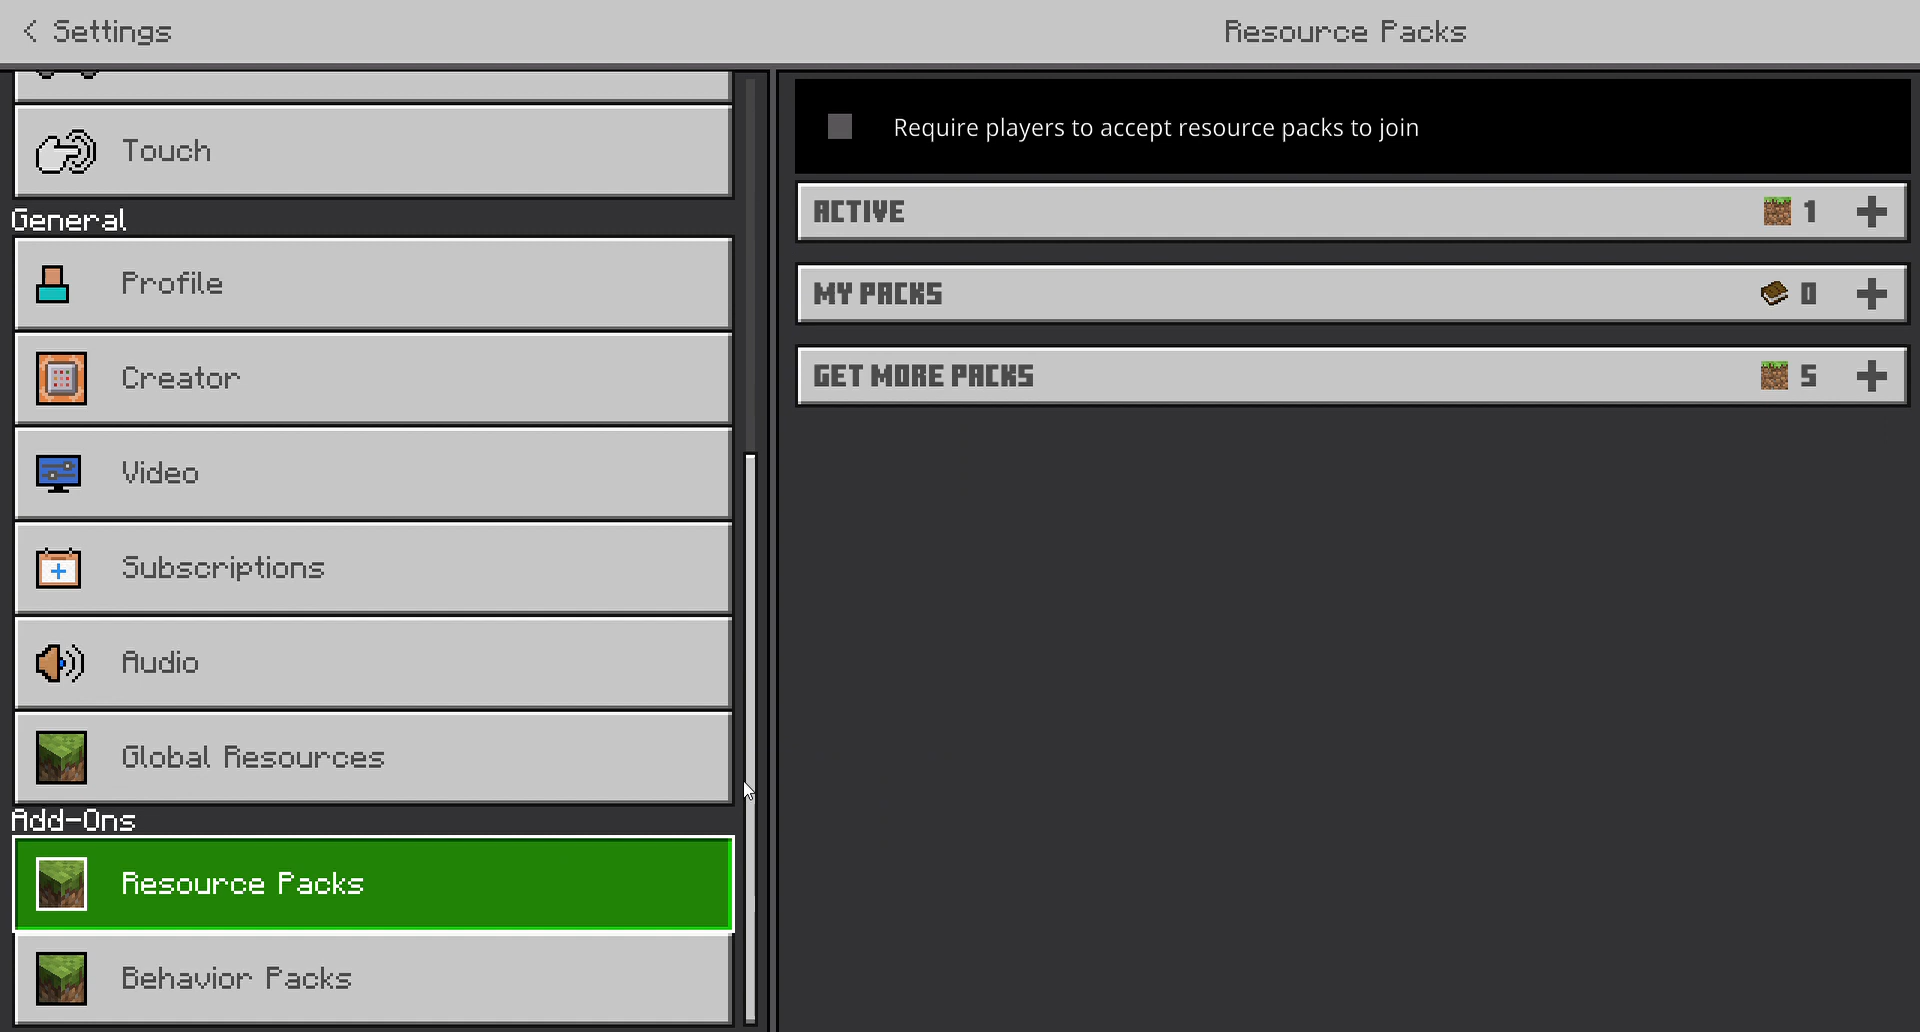 Settings
Resource Packs
Touch
General
Profile
Creator
Video
Subscriptions
Audio
Global Resources
Add-Ons
Resource Packs
Behavior Packs
Require players to accept resource packs to join
ACTIVE 1
MY PACKS 0
GET MORE PACKS 5